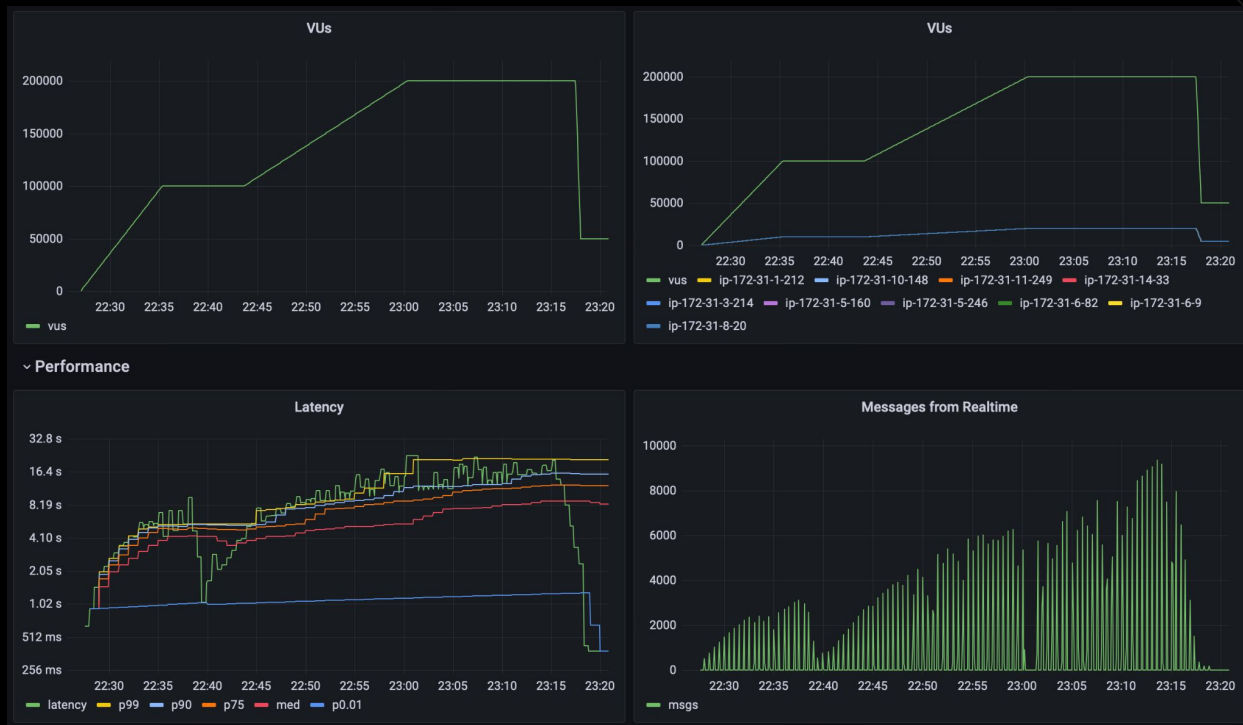 VUs
200000
150000
100000
50000
0
22:30 22:35 22:40 22:45 22:50 22:55 23:00 23:05 23:10 23:15 23:20
vus
VUs
200000
150000
100000
50000
0
22:30 22:35 22:40 22:45 22:50 22:55 23:00 23:05 23:10 23:15 23:20
vus ip-172-31-1-212 ip-172-31-10-148 ip-172-31-11-249 ip-172-31-14-33
ip-172-31-3-214 ip-172-31-5-160 ip-172-31-5-246 ip-172-31-6-82 ip-172-31-6-9
ip-172-31-8-20
Performance
Latency
32.8 s
16.4 s
8.19 s
4.10 s
2.05 s
1.02 s
512 ms
256 ms
22:30 22:35 22:40 22:45 22:50 22:55 23:00 23:05 23:10 23:15 23:20
latency p99 p90 p75 med p0.01
Messages from Realtime
10000
8000
6000
4000
2000
0
22:30 22:35 22:40 22:45 22:50 22:55 23:00 23:05 23:10 23:15 23:20
msgs